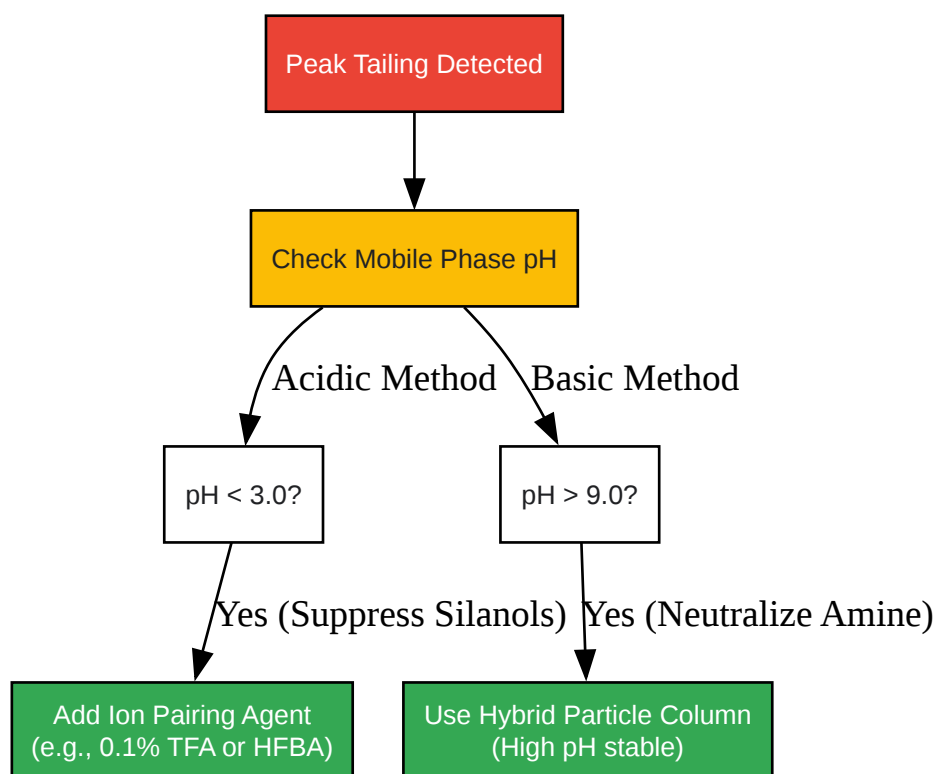 Peak Tailing Detected
Check Mobile Phase pH
Acidic Method
Basic Method
pH < 3.0?
pH > 9.0?
Yes (Suppress Silanols)
Yes (Neutralize Amine)
Add Ion Pairing Agent
(e.g., 0.1% TFA or HFBA)
Use Hybrid Particle Column
(High pH stable)